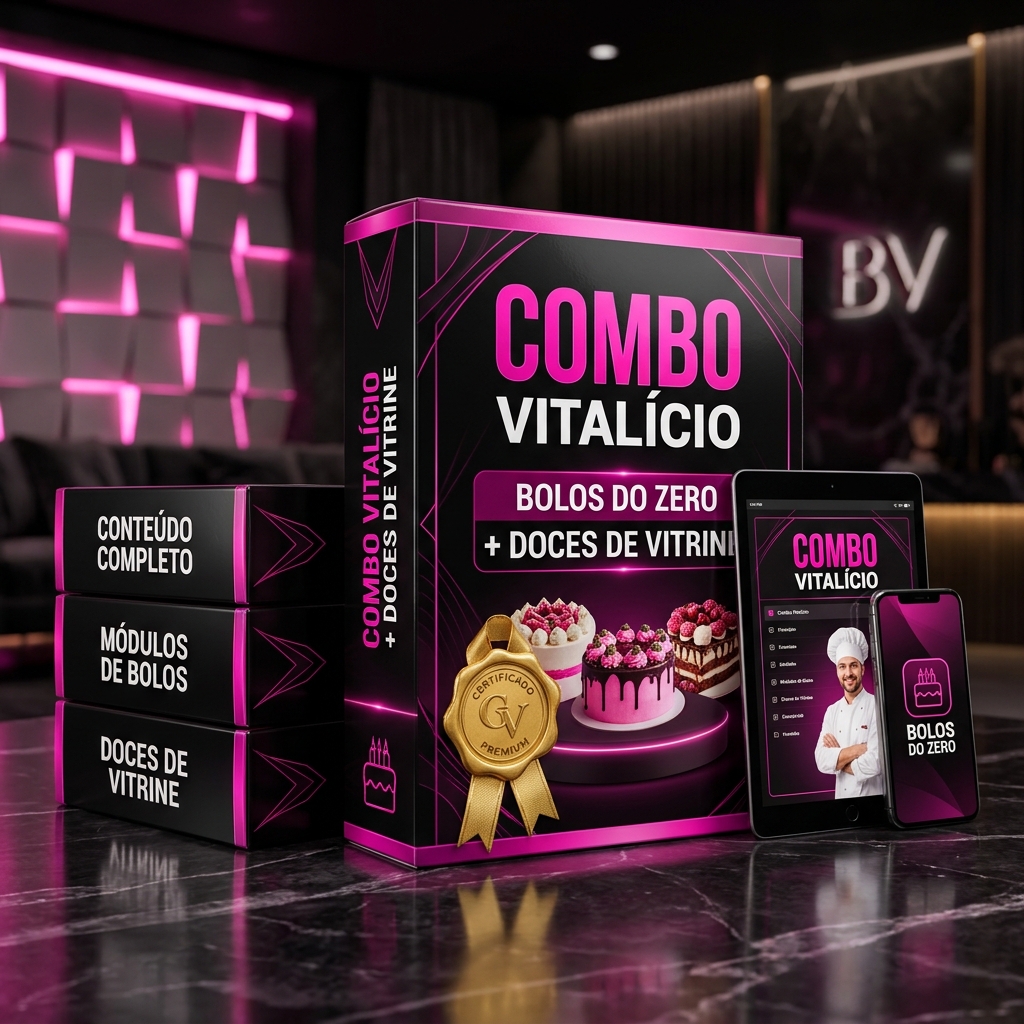 BV
COMBO
VITALÍCIO
BOLOS DO ZERO
+ DOCES DE VITRINE
COMBO VITALÍCIO
+ DOCES DE VITRINE
CONTEÚDO
COMPLETO
MÓDULOS
DE BOLOS
DOCES DE
VITRINE
CERTIFICADO
GV
PREMIUM
COMBO
VITALÍCIO
BOLOS
DO ZERO